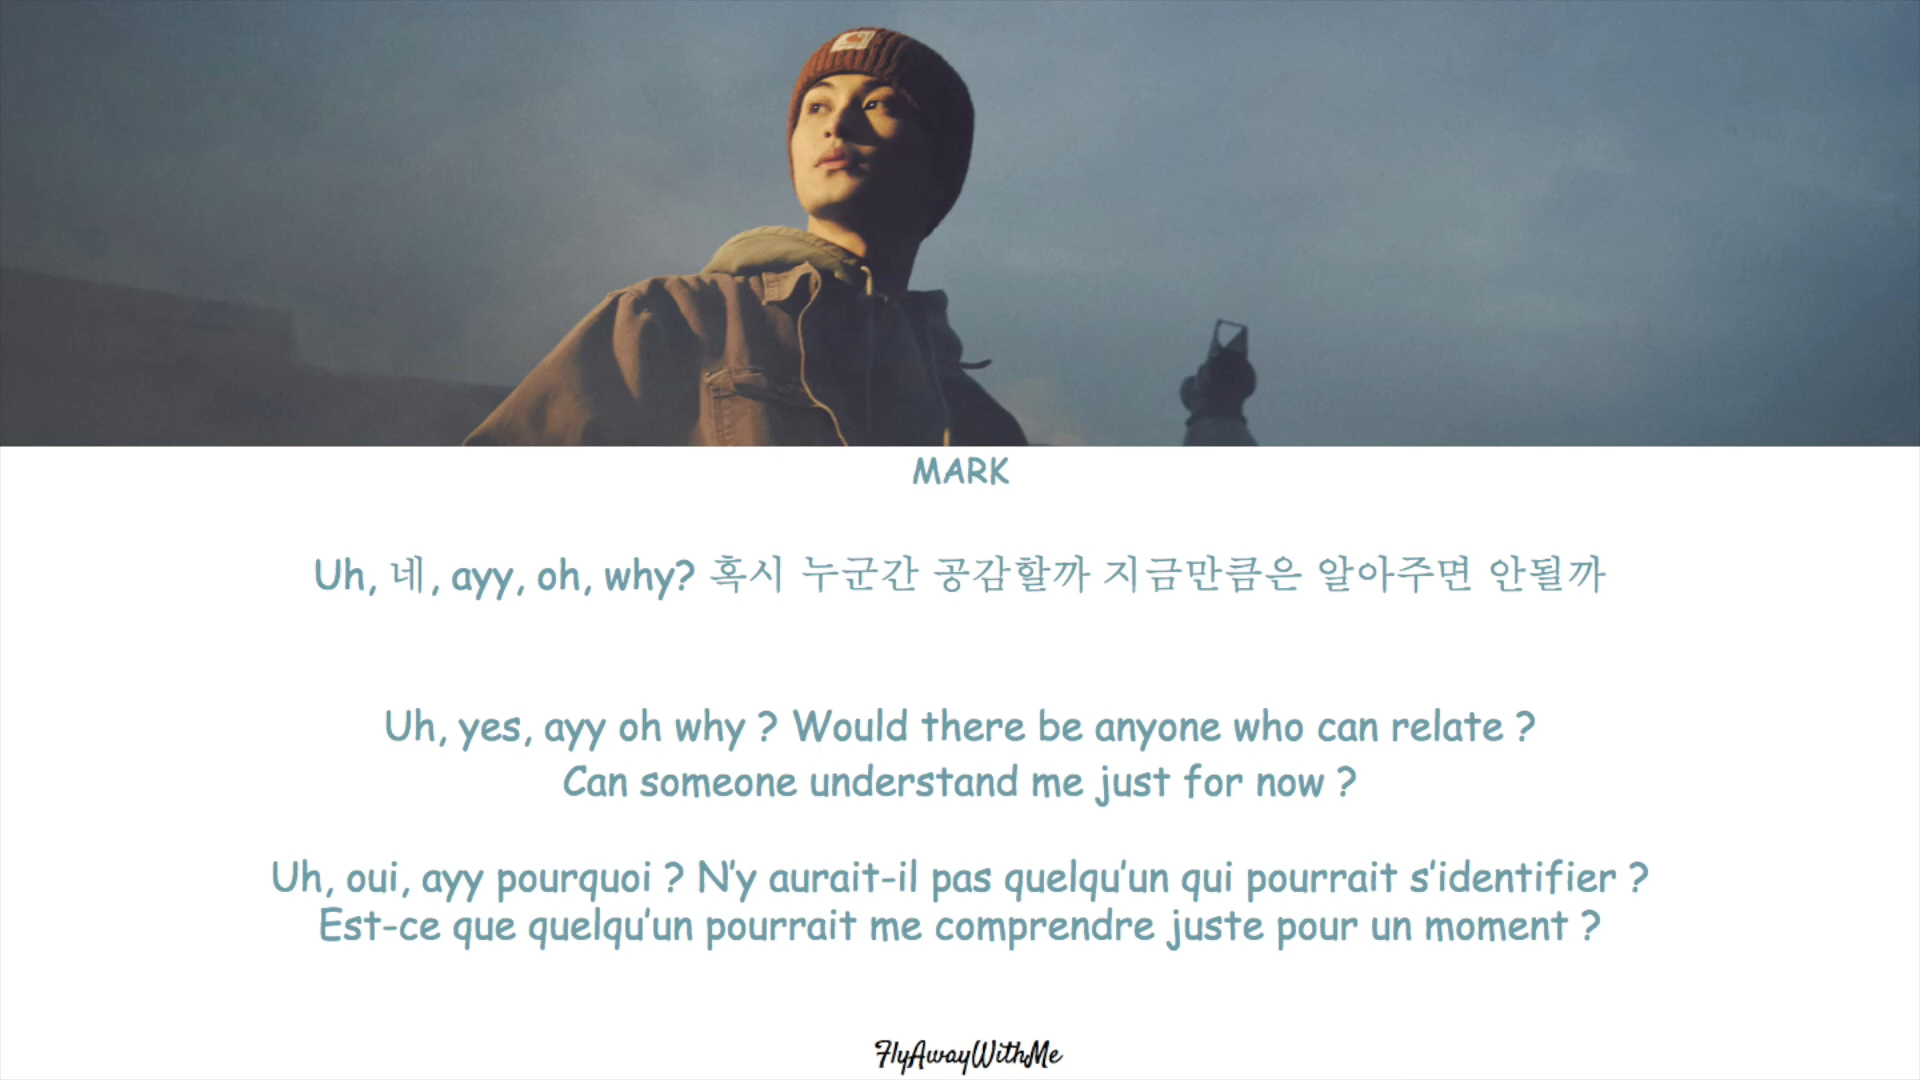 MARK
Uh, 네, ayy, oh, why? 혹시 누군간 공감할까 지금만큼은 알아주면 안될까
Uh, yes, ayy oh why ? Would there be anyone who can relate ?
Can someone understand me just for now ?
Uh, oui, ayy pourquoi ? N'y aurait-il pas quelqu'un qui pourrait s'identifier ?
Est-ce que quelqu'un pourrait me comprendre juste pour un moment ?
FlyAwayWithMe